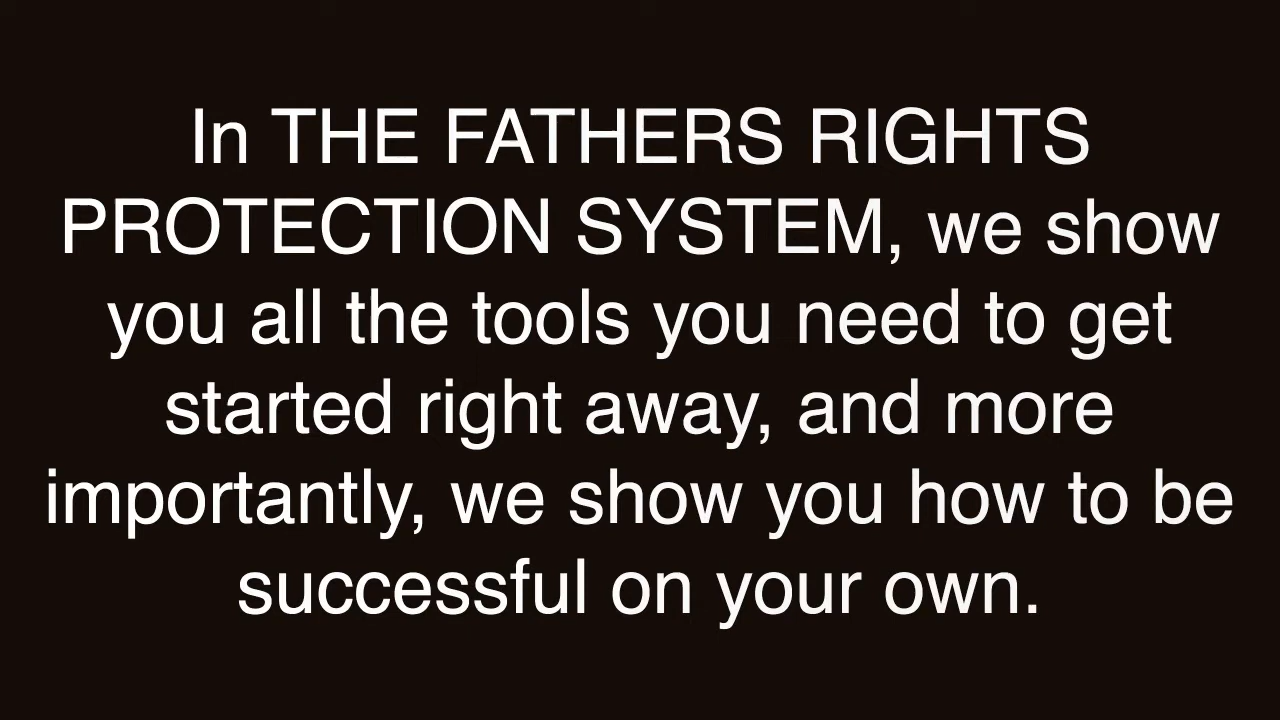 In THE FATHERS RIGHTS
PROTECTION SYSTEM, we show
you all the tools you need to get
started right away, and more
importantly, we show you how to be
successful on your own.